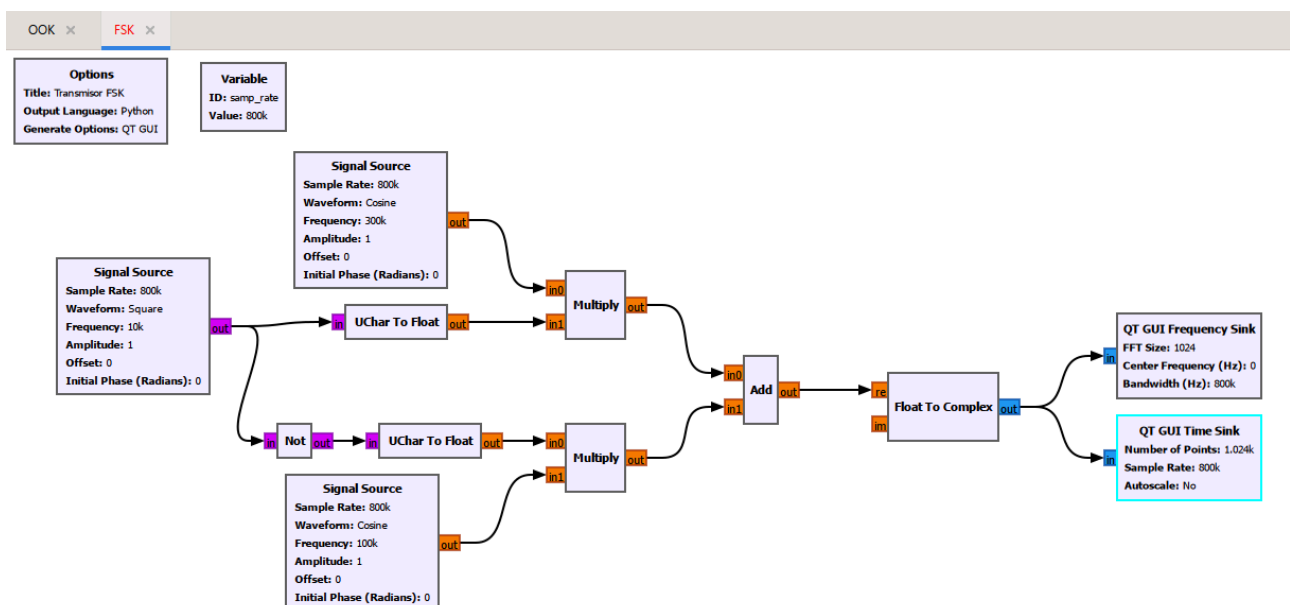 OOK
FSK
Options
Title: Transmisor FSK
Output Language: Python
Generate Options: QT GUI
Variable
ID: samp_rate
Value: 800k
Signal Source
Sample Rate: 800k
Waveform: Cosine
Frequency: 300k
Amplitude: 1
Offset: 0
Initial Phase (Radians): 0
out
Signal Source
Sample Rate: 800k
Waveform: Square
Frequency: 10k
Amplitude: 1
Offset: 0
Initial Phase (Radians): 0
out
in
UChar To Float
out
in0
in1
Multiply
out
in
Not
out
in
UChar To Float
out
in0
in1
Multiply
out
Signal Source
Sample Rate: 800k
Waveform: Cosine
Frequency: 100k
Amplitude: 1
Offset: 0
Initial Phase (Radians): 0
out
in0
in1
Add
out
re
im
Float To Complex
out
in
QT GUI Frequency Sink
FFT Size: 1024
Center Frequency (Hz): 0
Bandwidth (Hz): 800k
in
QT GUI Time Sink
Number of Points: 1.024k
Sample Rate: 800k
Autoscale: No